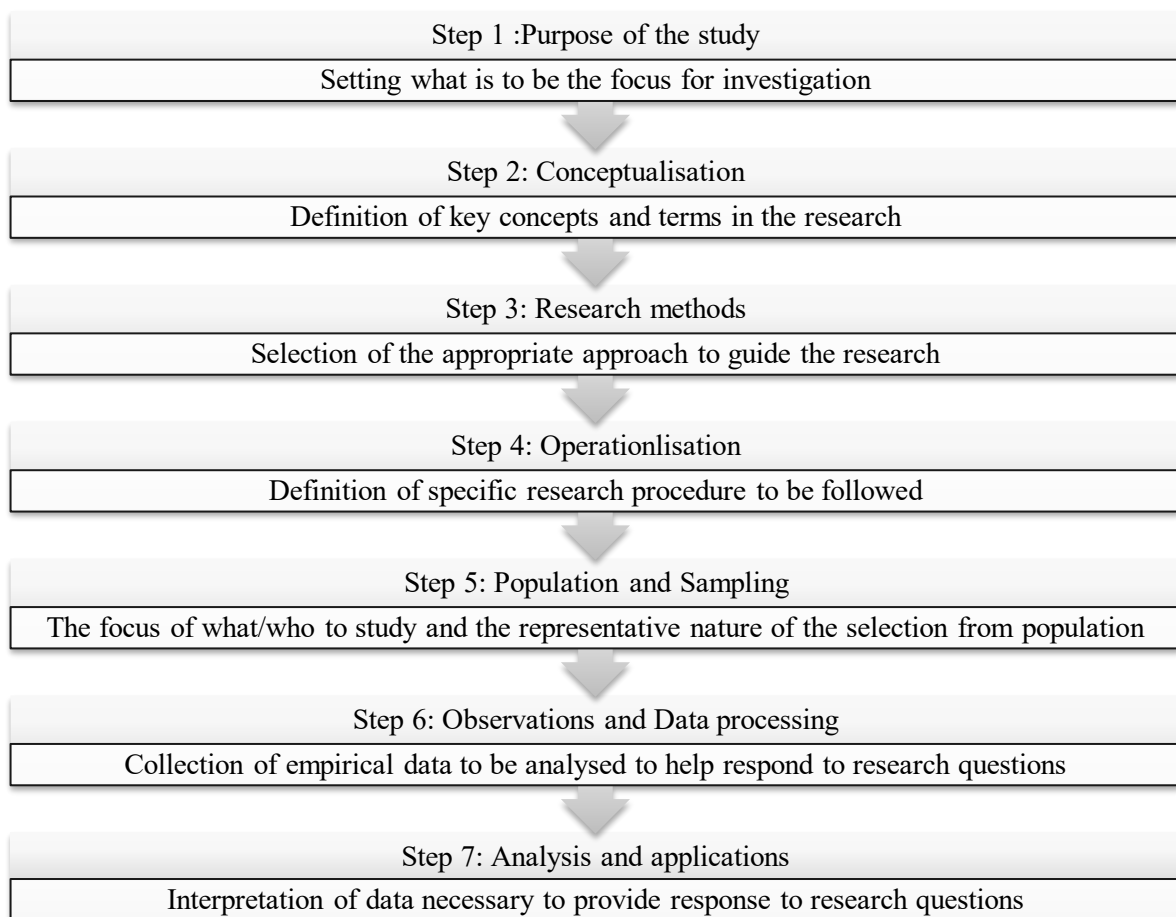 Step 1 :Purpose of the study
Setting what is to be the focus for investigation
Step 2: Conceptualisation
Definition of key concepts and terms in the research
Step 3: Research methods
Selection of the appropriate approach to guide the research
Step 4: Operationlisation
Definition of specific research procedure to be followed
Step 5: Population and Sampling
The focus of what/who to study and the representative nature of the selection from population
Step 6: Observations and Data processing
Collection of empirical data to be analysed to help respond to research questions
Step 7: Analysis and applications
Interpretation of data necessary to provide response to research questions